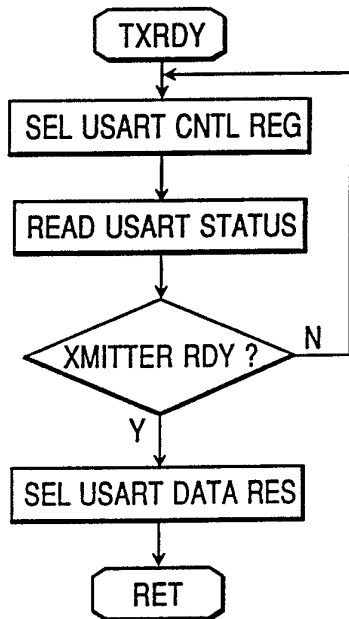 TXRDY
SEL USART CNTL REG
READ USART STATUS
XMITTER RDY ?
N
Y
SEL USART DATA RES
RET